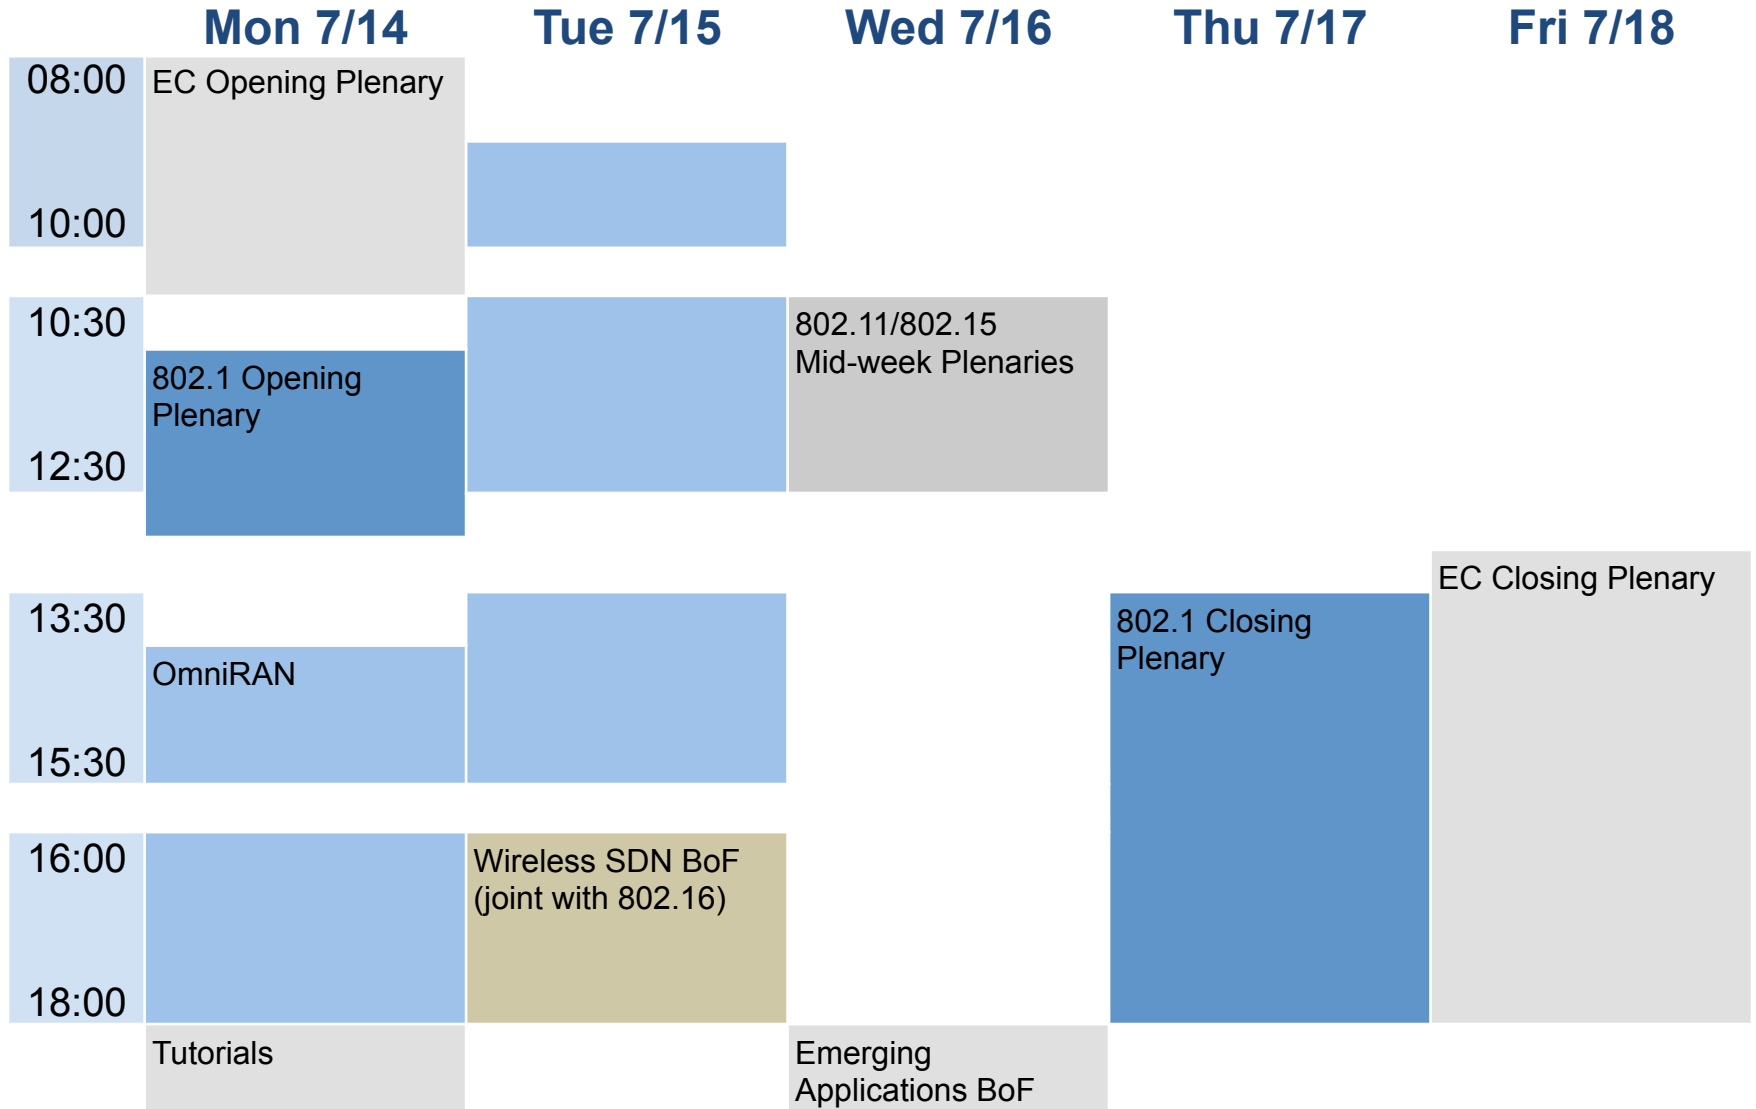 Mon 7/14 Tue 7/15 Wed 7/16 Thu 7/17 Fri 7/18
08:00
EC Opening Plenary
10:00
10:30
802.11/802.15
Mid-week Plenaries
802.1 Opening
Plenary
12:30
EC Closing Plenary
13:30
802.1 Closing
Plenary
OmniRAN
15:30
16:00
Wireless SDN BoF
(joint with 802.16)
18:00
Tutorials
Emerging
Applications BoF